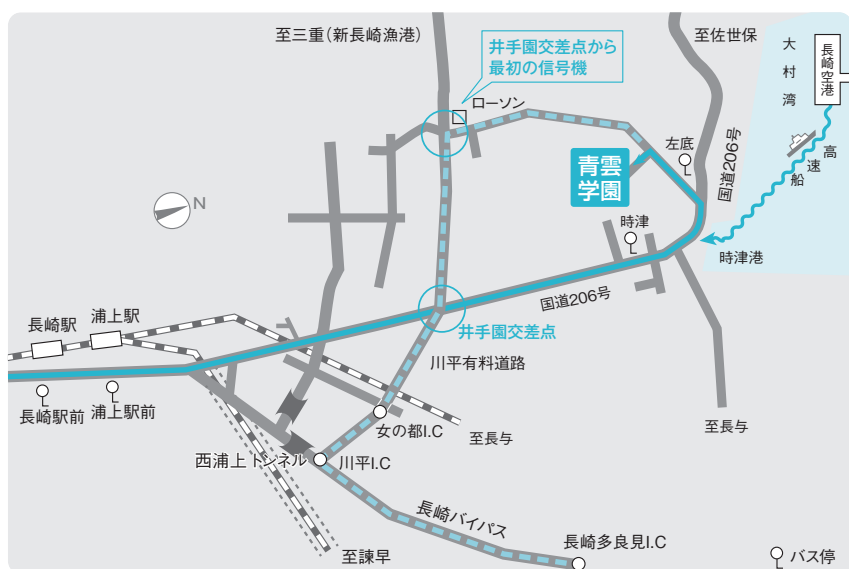 至三重(新長崎漁港)
井手園交差点から
最初の信号機
ローソン
至佐世保
大村湾
長崎空港
高速船
国道206号
左底
青雲
学園
時津
時津港
N
国道206号
井手園交差点
長崎駅
浦上駅
川平有料道路
長崎駅前
浦上駅前
女の都I.C
至長与
至長与
西浦上トンネル
川平I.C
長崎バイパス
長崎多良見I.C
至諫早
バス停